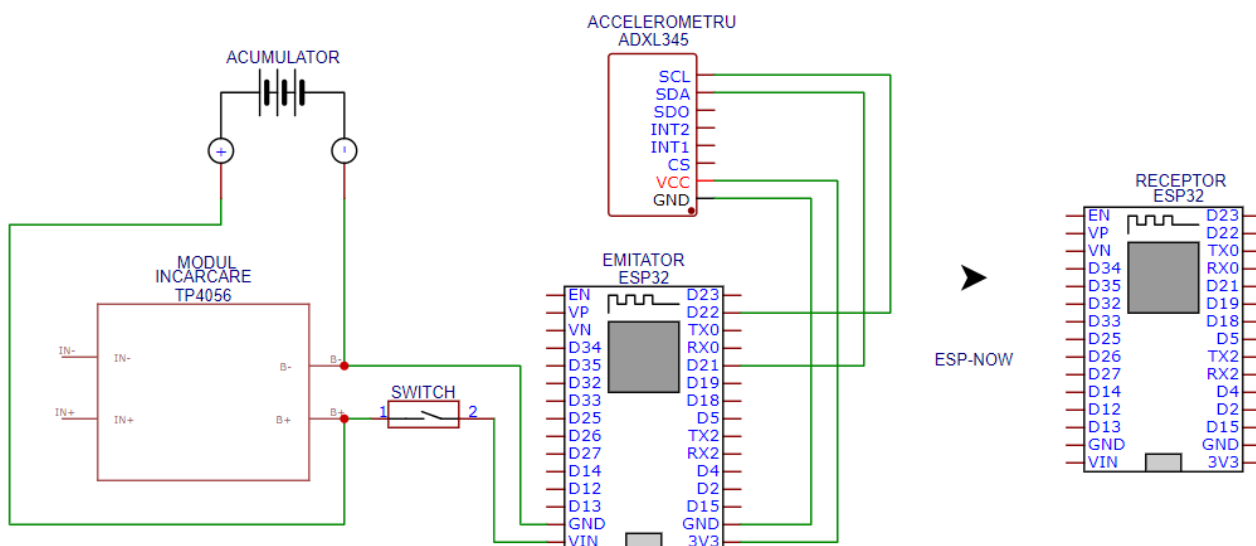 ACUMULATOR
+
-
MODUL
INCARCARE
TP4056
IN-
IN-
B-
B-
IN+
IN+
B+
B+
SWITCH
1
2
ACCELEROMETRU
ADXL345
SCL
SDA
SDO
INT2
INT1
CS
VCC
GND
EMITATOR
ESP32
EN
VP
VN
D34
D35
D32
D33
D25
D26
D27
D14
D12
D13
GND
VIN
D23
D22
TX0
RX0
D21
D19
D18
D5
TX2
RX2
D4
D2
D15
GND
3V3
ESP-NOW
RECEPTOR
ESP32
EN
VP
VN
D34
D35
D32
D33
D25
D26
D27
D14
D12
D13
GND
VIN
D23
D22
TX0
RX0
D21
D19
D18
D5
TX2
RX2
D4
D2
D15
GND
3V3